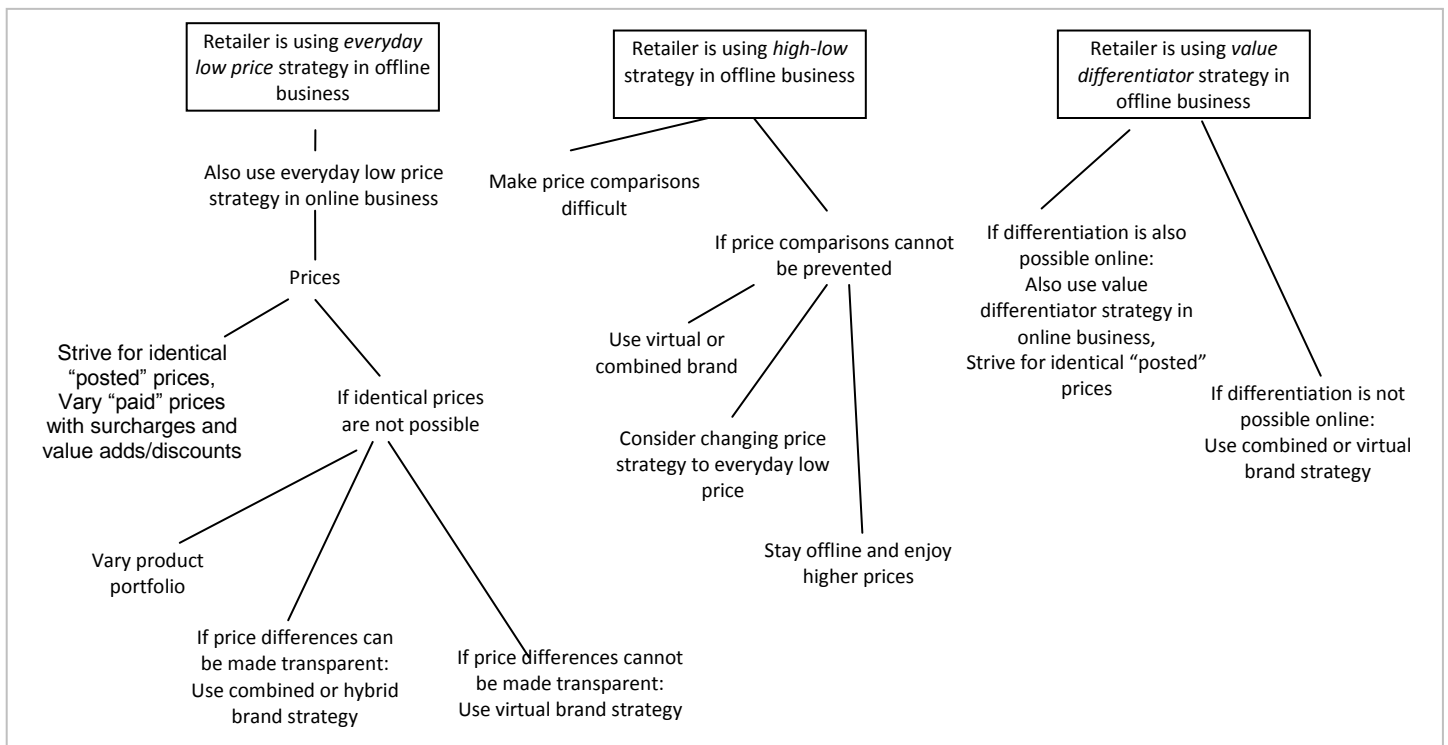 Retailer is using everyday
low price strategy in offline
business
Also use everyday low price
strategy in online business
Prices
Strive for identical
“posted” prices,
Vary “paid” prices
with surcharges and
value adds/discounts
If identical prices
are not possible
Vary product
portfolio
If price differences can
be made transparent:
Use combined or hybrid
brand strategy
If price differences cannot
be made transparent:
Use virtual brand strategy
Retailer is using high-low
strategy in offline business
Make price comparisons
difficult
If price comparisons cannot
be prevented
Use virtual or
combined brand
Consider changing price
strategy to everyday low
price
Stay offline and enjoy
higher prices
Retailer is using value
differentiator strategy in
offline business
If differentiation is also
possible online:
Also use value
differentiator strategy in
online business,
Strive for identical “posted”
prices
If differentiation is not
possible online:
Use combined or virtual
brand strategy